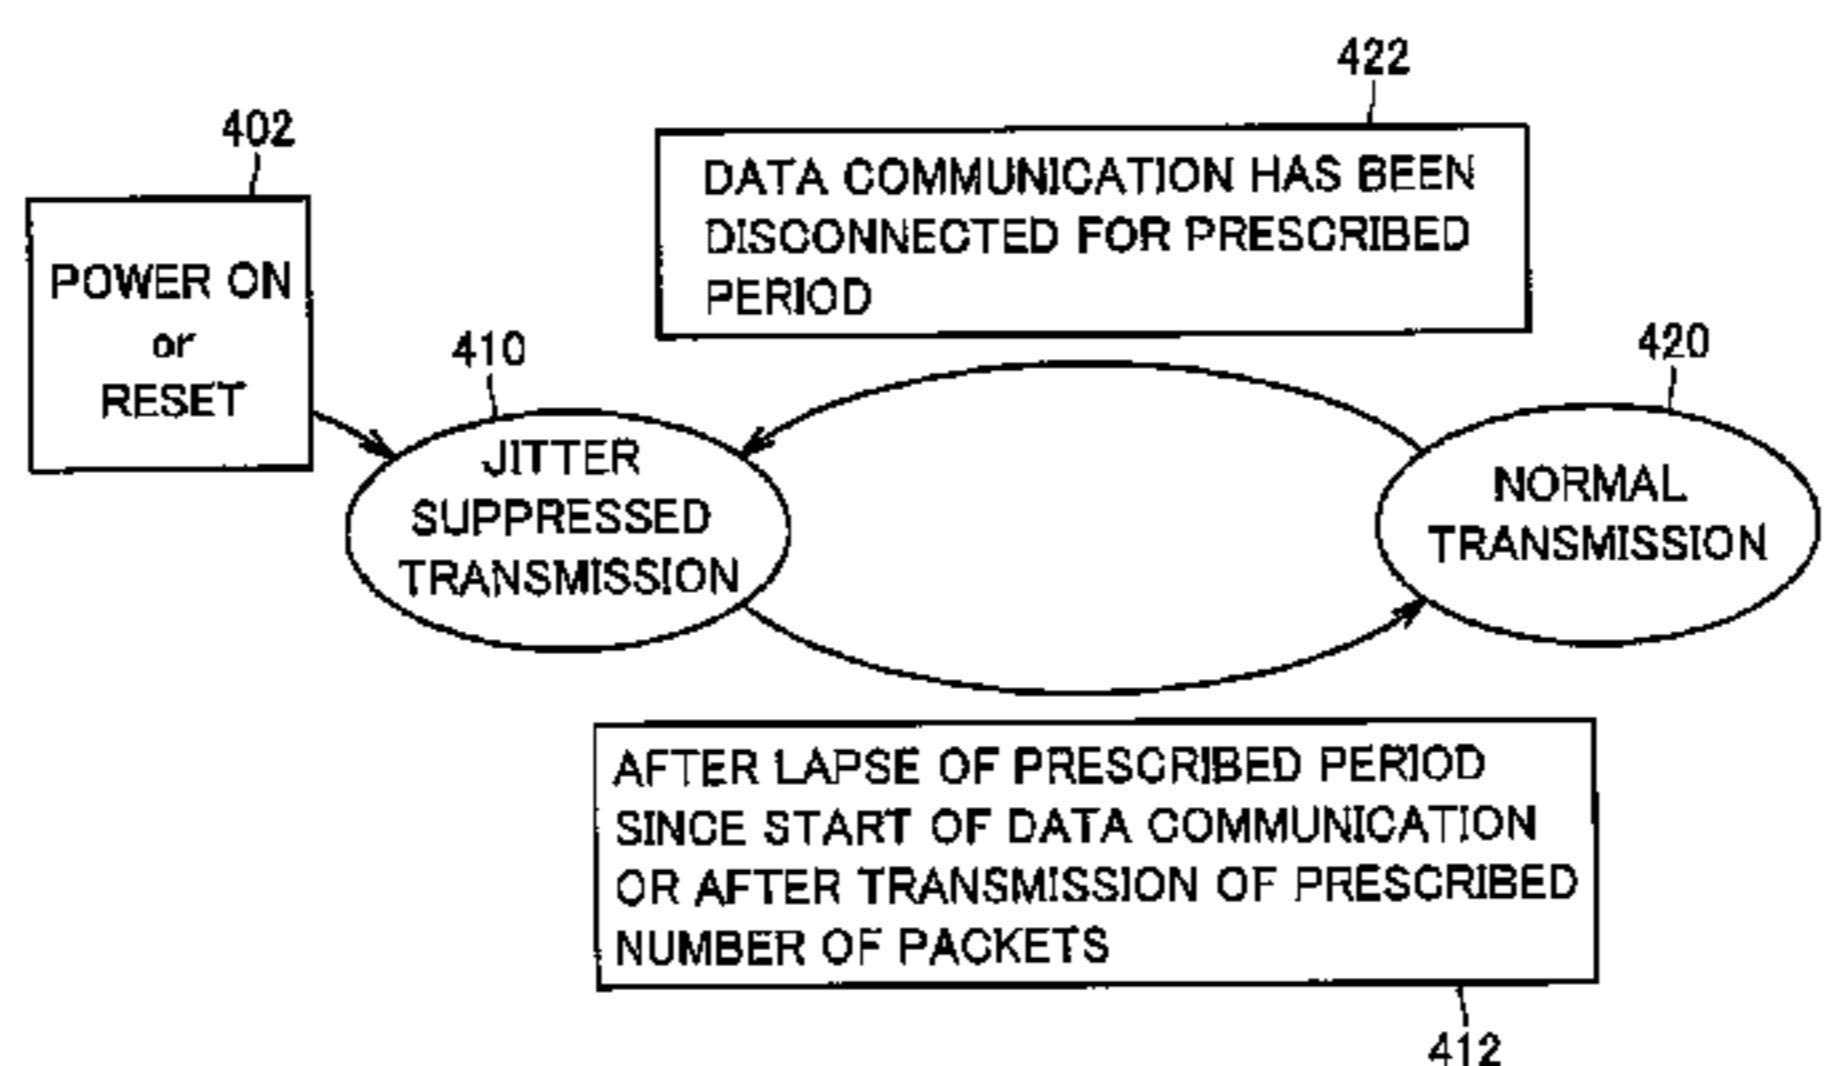 422
402
DATA COMMUNICATION HAS BEEN
DISCONNECTED FOR PRESCRIBED
PERIOD
POWER ON
or
RESET
410
420
JITTER
SUPPRESSED
TRANSMISSION
NORMAL
TRANSMISSION
AFTER LAPSE OF PRESCRIBED PERIOD
SINCE START OF DATA COMMUNICATION
OR AFTER TRANSMISSION OF PRESCRIBED
NUMBER OF PACKETS
412